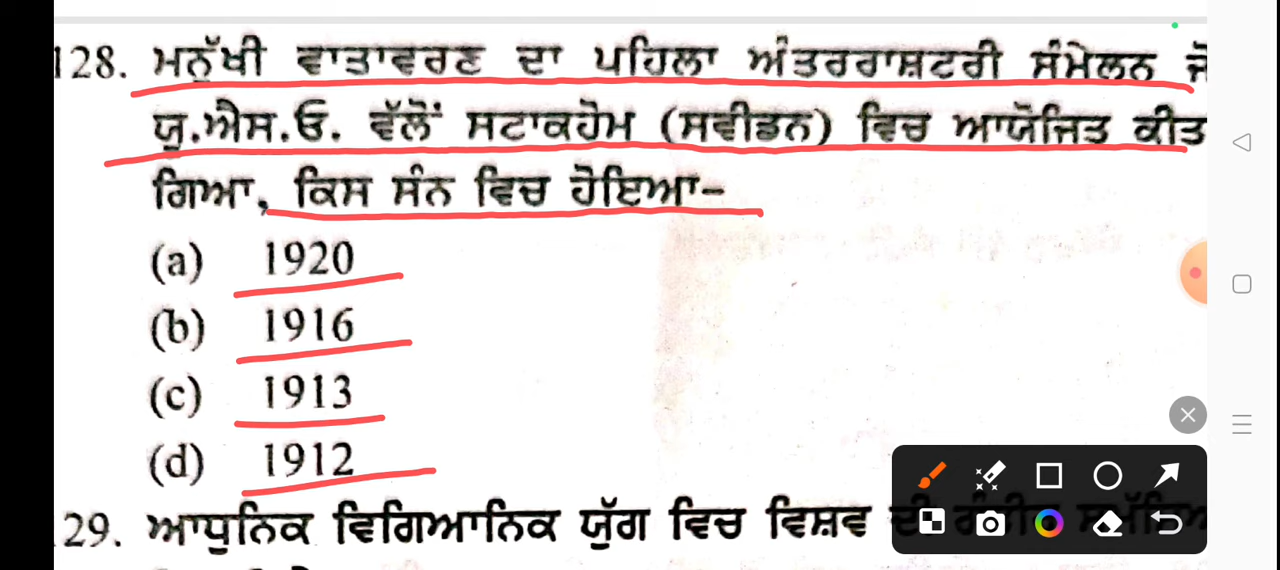 128. ਮਨੁੱਖੀ ਵਾਤਾਵਰਣ ਦਾ ਪਹਿਲਾ ਅੰਤਰਰਾਸ਼ਟਰੀ ਸੰਮੇਲਨ ਜੋ
ਯੂ.ਐਸ.ਓ. ਵੱਲੋਂ ਸਟਾਕਹੋਮ (ਸਵੀਡਨ) ਵਿਚ ਆਯੋਜਿਤ ਕੀਤ
ਗਿਆ, ਕਿਸ ਸੰਨ ਵਿਚ ਹੋਇਆ-
(a) 1920
(b) 1916
(c) 1913
(d) 1912
29. ਆਧੁਨਿਕ ਵਿਗਿਆਨਿਕ ਯੁੱਗ ਵਿਚ ਵਿਸ਼ਵ ਦੀ